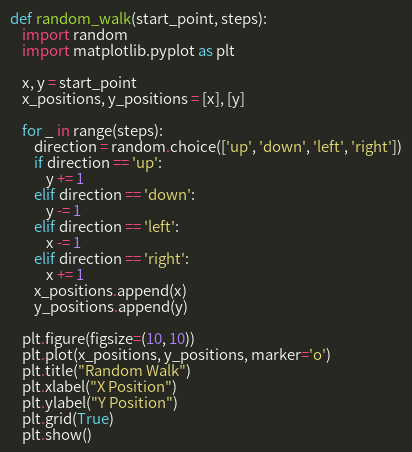 def random_walk(start_point, steps):
    import random
    import matplotlib.pyplot as plt

    x, y = start_point
    x_positions, y_positions = [x], [y]

    for _ in range(steps):
        direction = random.choice(['up', 'down', 'left', 'right'])
        if direction == 'up':
            y += 1
        elif direction == 'down':
            y -= 1
        elif direction == 'left':
            x -= 1
        elif direction == 'right':
            x += 1
        x_positions.append(x)
        y_positions.append(y)

    plt.figure(figsize=(10, 10))
    plt.plot(x_positions, y_positions, marker='o')
    plt.title("Random Walk")
    plt.xlabel("X Position")
    plt.ylabel("Y Position")
    plt.grid(True)
    plt.show()